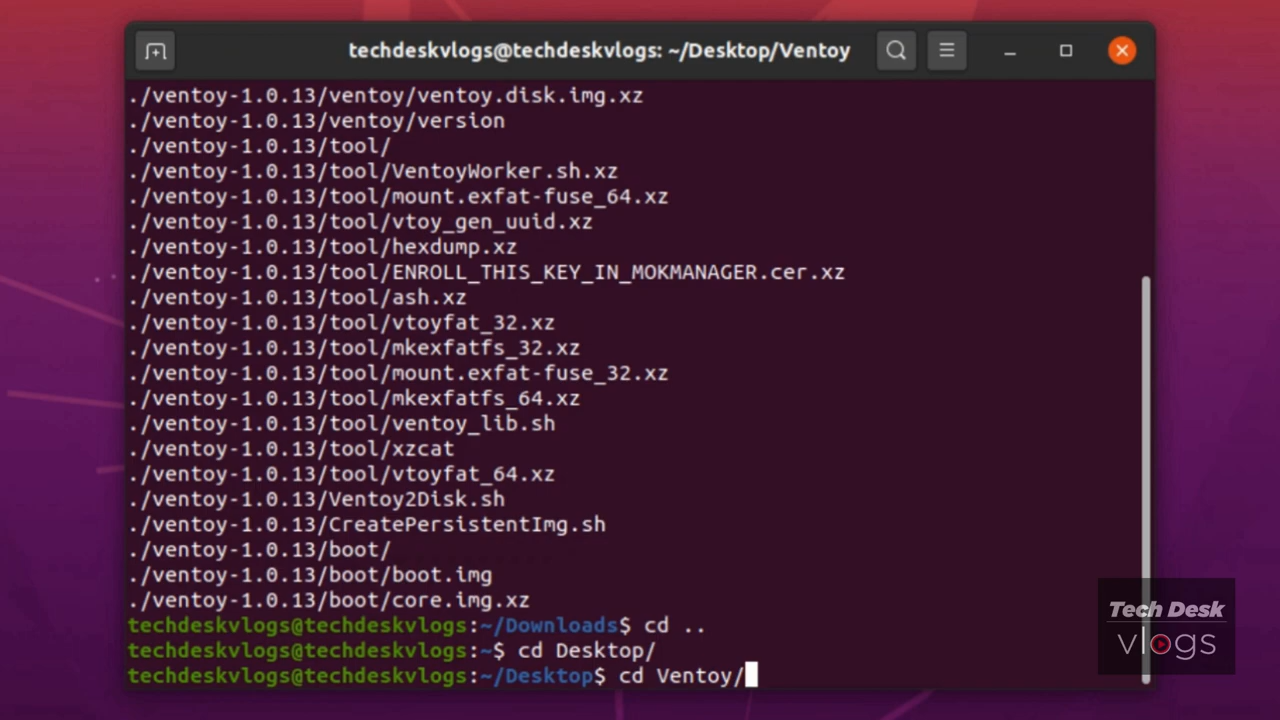 techdeskvlogs@techdeskvlogs: ~/Desktop/Ventoy
./ventoy-1.0.13/ventoy/ventoy.disk.img.xz
./ventoy-1.0.13/ventoy/version
./ventoy-1.0.13/tool/
./ventoy-1.0.13/tool/VentoyWorker.sh.xz
./ventoy-1.0.13/tool/mount.exfat-fuse_64.xz
./ventoy-1.0.13/tool/vtoy_gen_uuid.xz
./ventoy-1.0.13/tool/hexdump.xz
./ventoy-1.0.13/tool/ENROLL_THIS_KEY_IN_MOKMANAGER.cer.xz
./ventoy-1.0.13/tool/ash.xz
./ventoy-1.0.13/tool/vtoyfat_32.xz
./ventoy-1.0.13/tool/mkexfatfs_32.xz
./ventoy-1.0.13/tool/mount.exfat-fuse_32.xz
./ventoy-1.0.13/tool/mkexfatfs_64.xz
./ventoy-1.0.13/tool/ventoy_lib.sh
./ventoy-1.0.13/tool/xzcat
./ventoy-1.0.13/tool/vtoyfat_64.xz
./ventoy-1.0.13/Ventoy2Disk.sh
./ventoy-1.0.13/CreatePersistentImg.sh
./ventoy-1.0.13/boot/
./ventoy-1.0.13/boot/boot.img
./ventoy-1.0.13/boot/core.img.xz
techdeskvlogs@techdeskvlogs:~/Downloads$ cd ..
techdeskvlogs@techdeskvlogs:~$ cd Desktop/
techdeskvlogs@techdeskvlogs:~/Desktop$ cd Ventoy/
Tech Desk
vlogs